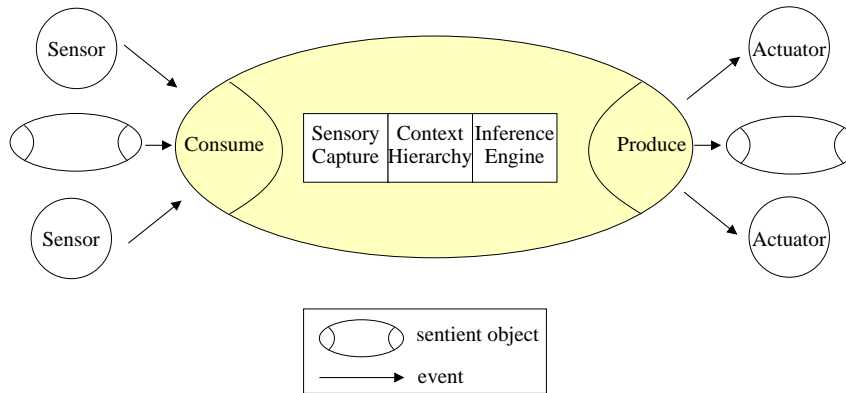 Sensor
Actuator
Consume
Sensory
Capture
Context
Hierarchy
Inference
Engine
Produce
Sensor
Actuator
sentient object
event